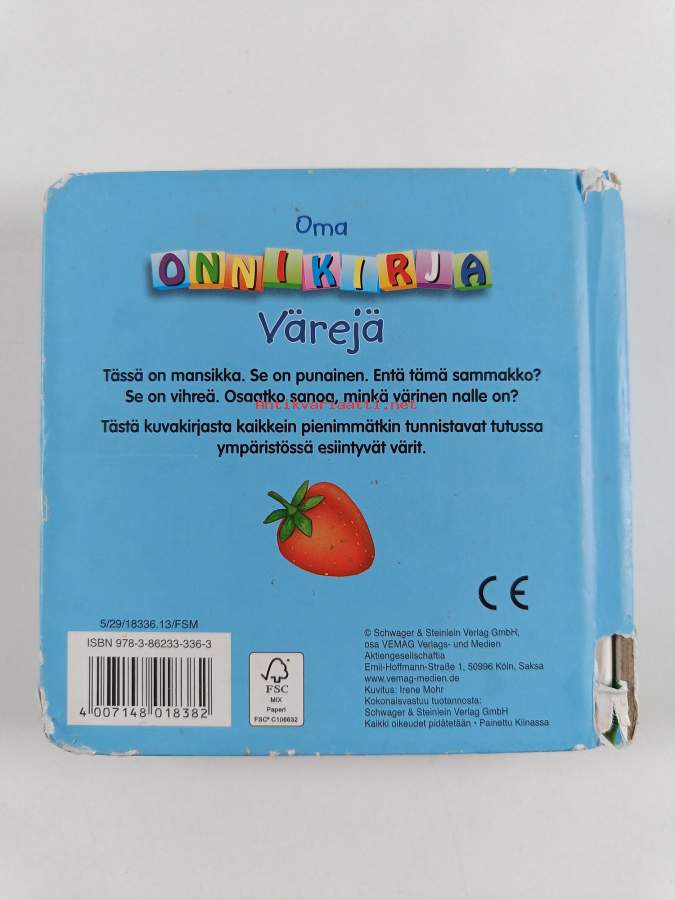 Oma
ONNIKIRJA
Värejä
Tässä on mansikka. Se on punainen. Entä tämä sammakko?
Se on vihreä. Osaatko sanoa, minkä värinen nalle on?
Antikvariaatti.net
Tästä kuvakirjasta kaikkein pienimmätkin tunnistavat tutussa
ympäristössä esiintyvät värit.
CE
5/29/18336.13/FSM
ISBN 978-3-86233-336-3
4 007148 018382
FSC
MIX
Paperi
FSC® C106632
© Schwager & Steinlein Verlag GmbH,
osa VEMAG Verlags- und Medien
Aktiengesellschaftia
Emil-Hoffmann-Straße 1, 50996 Köln, Saksa
www.vemag-medien.de
Kuvitus: Irene Mohr
Kokonaisvastuu tuotannosta:
Schwager & Steinlein Verlag GmbH
Kaikki oikeudet pidätetään • Painettu Kiinassa